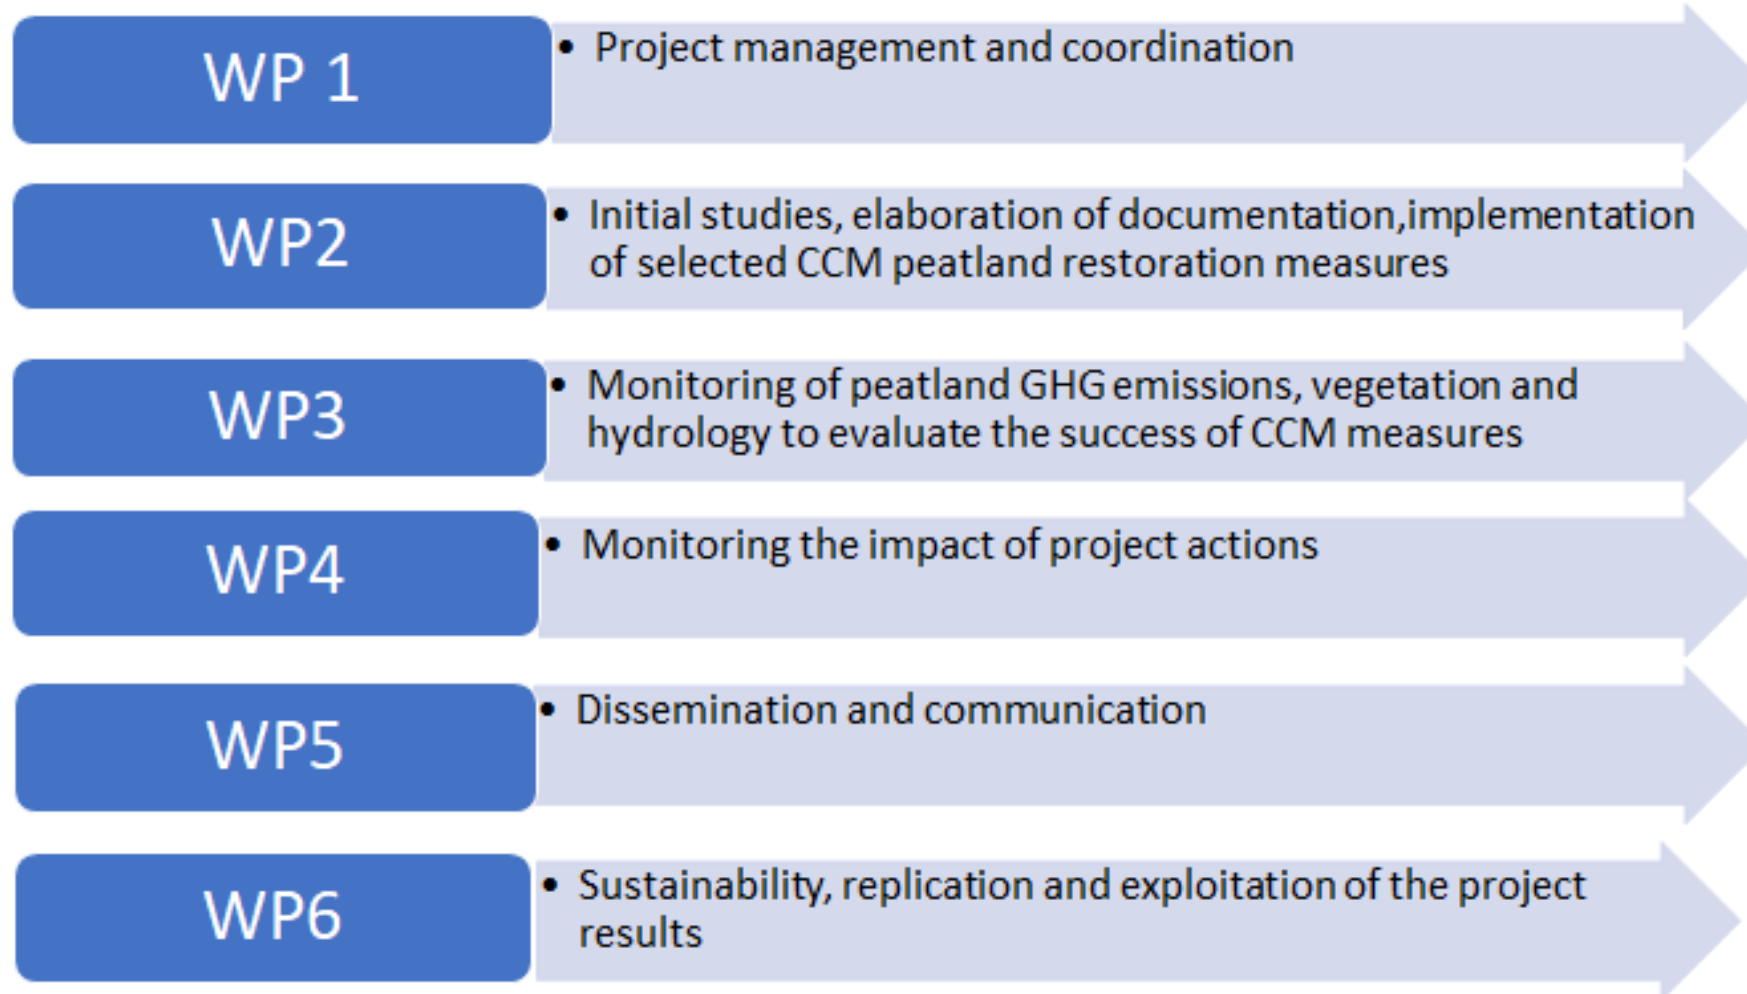 WP 1
• Project management and coordination
WP2
• Initial studies, elaboration of documentation,implementation
of selected CCM peatland restoration measures
WP3
• Monitoring of peatland GHG emissions, vegetation and
hydrology to evaluate the success of CCM measures
WP4
• Monitoring the impact of project actions
WP5
• Dissemination and communication
WP6
• Sustainability, replication and exploitation of the project
results